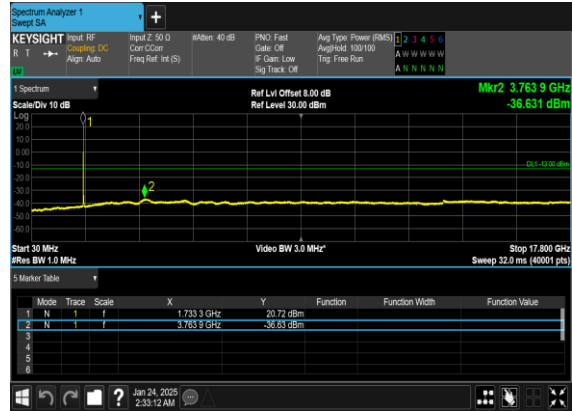 Spectrum Analyzer 1
Swept SA
+
KEYSIGHT Input: RF Input Z: 50 Ω #Atten: 40 dB PNO: Fast Avg Type: Power (RMS) 1 2 3 4 5 6
R T Coupling: DC Corr CCorr Gate: Off Avg|Hold: 100/100 A W W W W W
Align: Auto Freq Ref: Int (S) IF Gain: Low Trig: Free Run
LW Sig Track: Off A N N N N N
1 Spectrum Ref Lvl Offset 8.00 dB Mkr2 3.763 9 GHz
Scale/Div 10 dB Ref Level 30.00 dBm -36.631 dBm
Log
1
20.0
10.0
0.00
-10.0 DL1 -13.00 dBm
-20.0
-30.0 2
-40.0
-50.0
-60.0
Start 30 MHz Video BW 3.0 MHz* Stop 17.800 GHz
#Res BW 1.0 MHz Sweep 32.0 ms (40001 pts)
5 Marker Table
Mode Trace Scale X Y Function Function Width Function Value
1 N 1 f 1.733 3 GHz 20.72 dBm
2 N 1 f 3.763 9 GHz -36.63 dBm
3
4
5
6
? Jan 24, 2025
2:33:12 AM